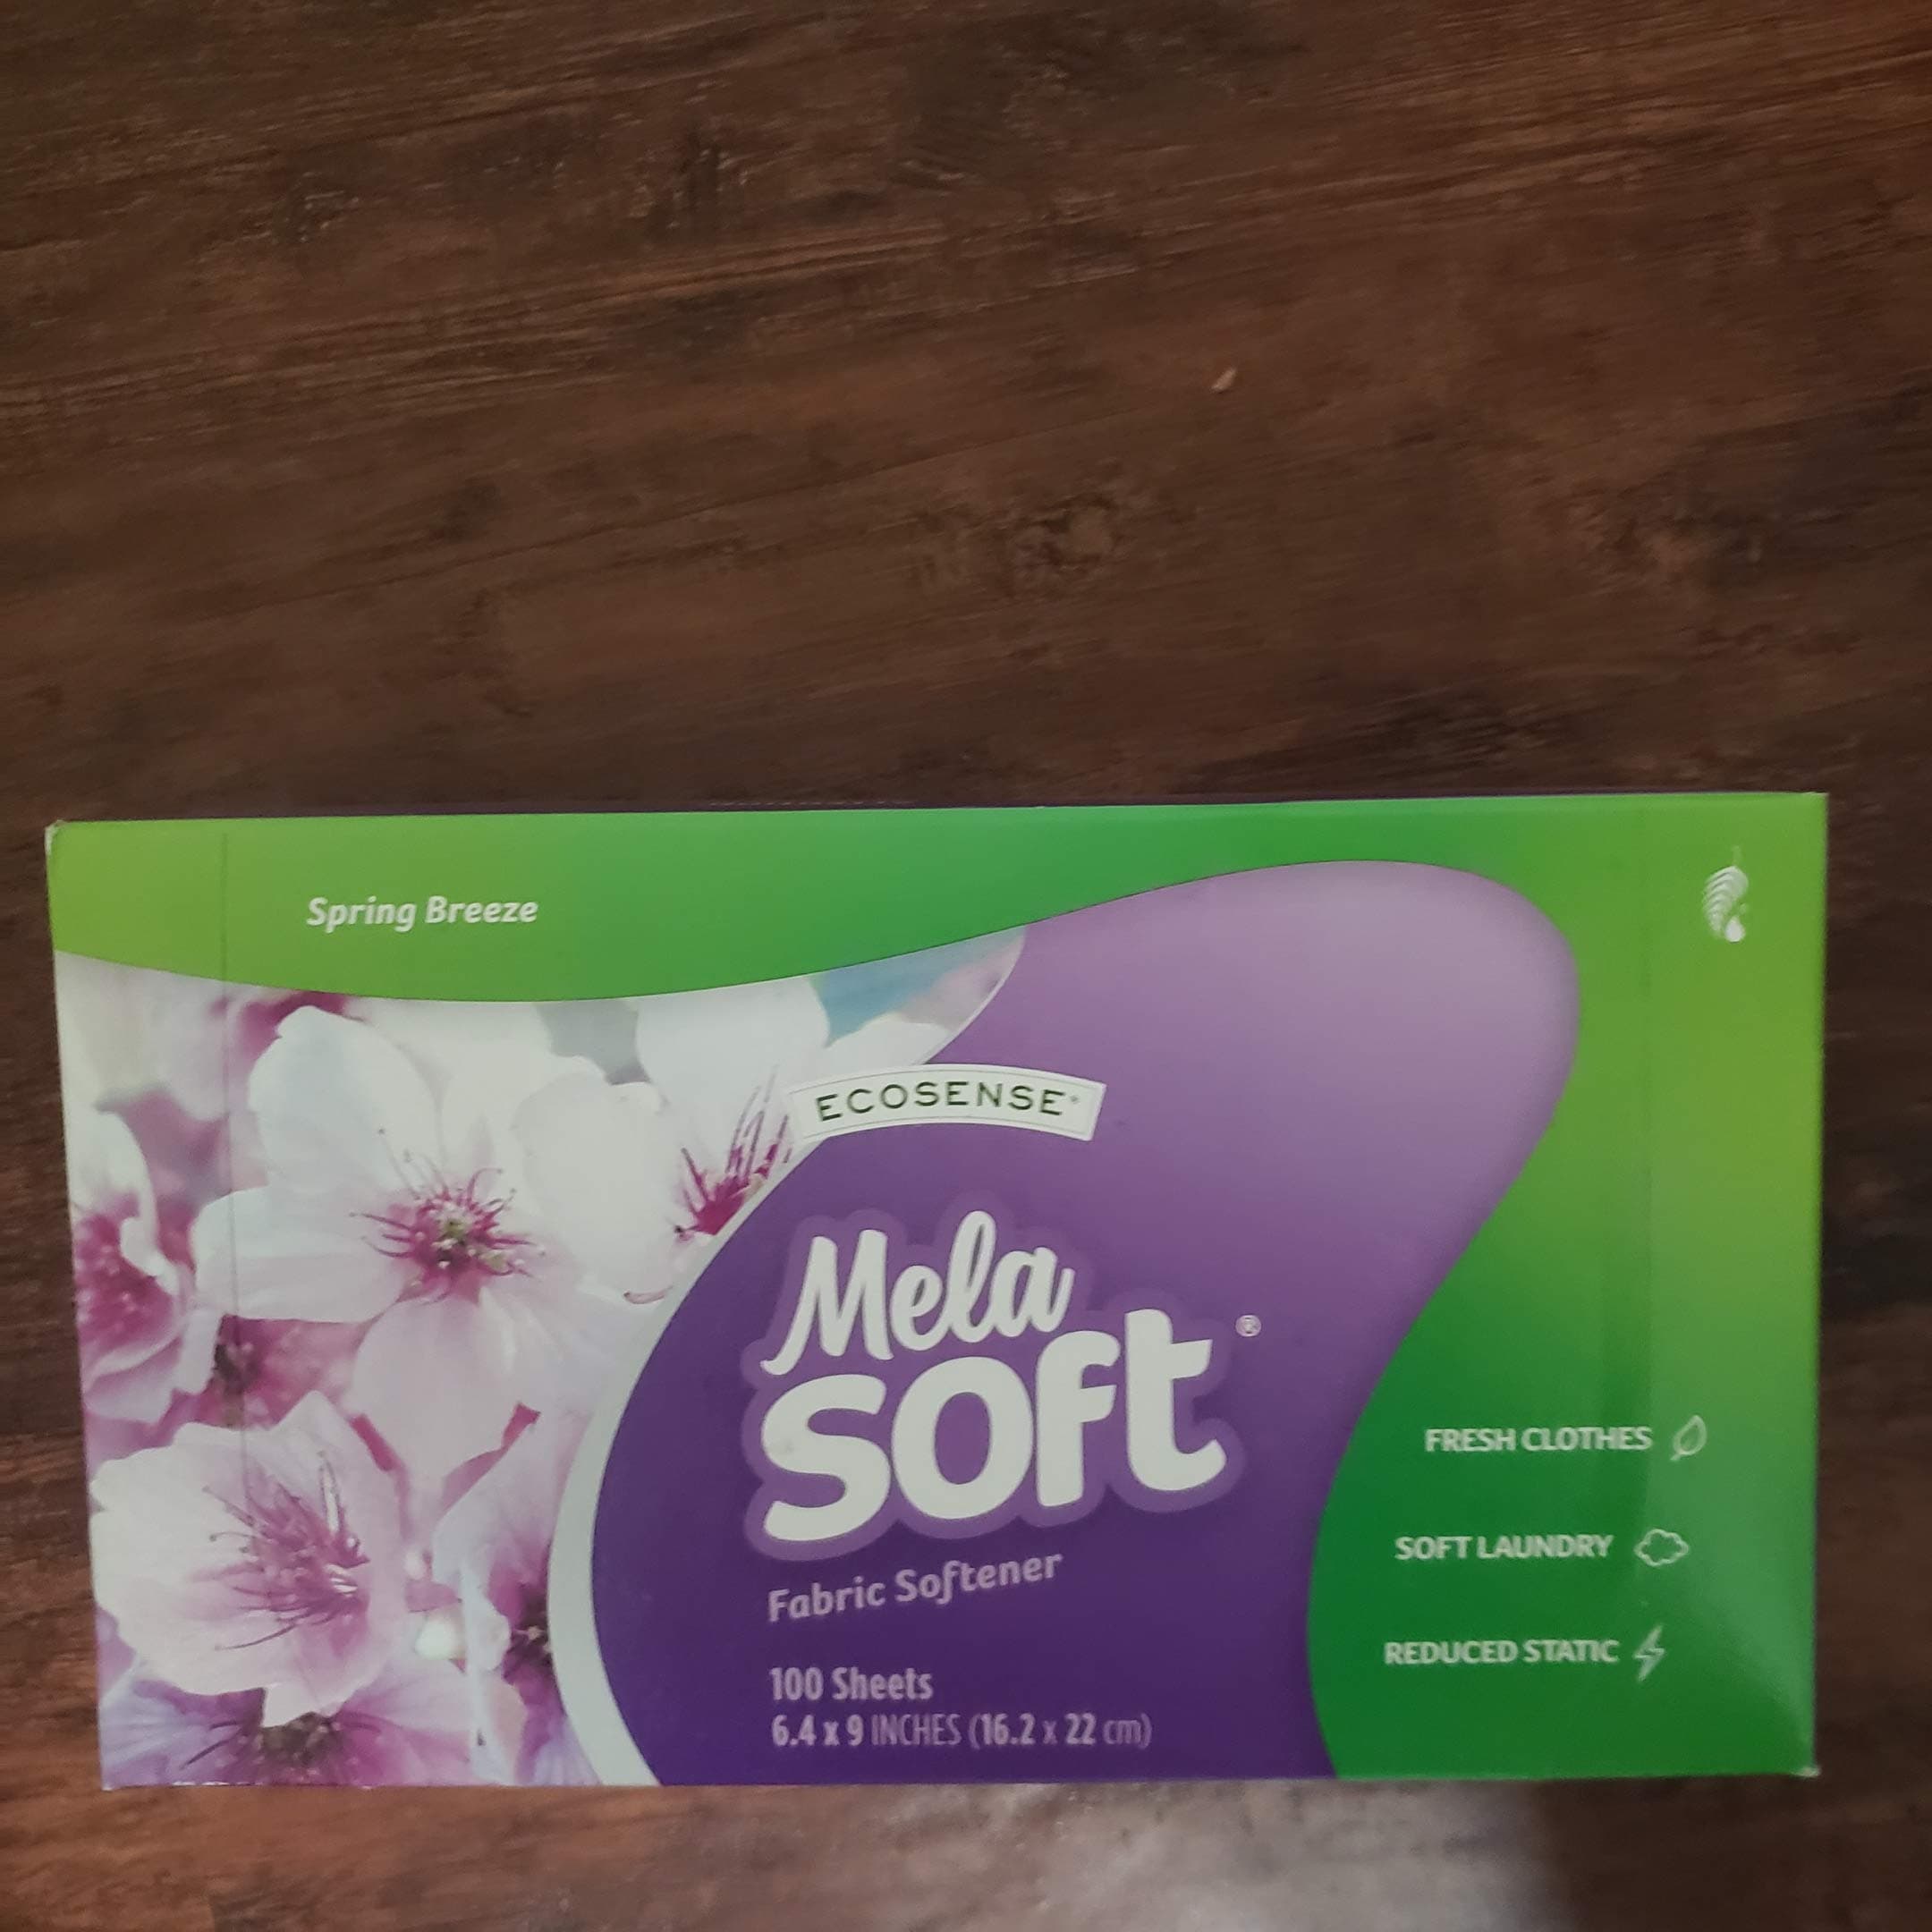 Spring Breeze
ECOSENSE®
Mela
soft®
Fabric Softener
100 Sheets
6.4 x 9 INCHES (16.2 x 22 cm)
FRESH CLOTHES
SOFT LAUNDRY
REDUCED STATIC